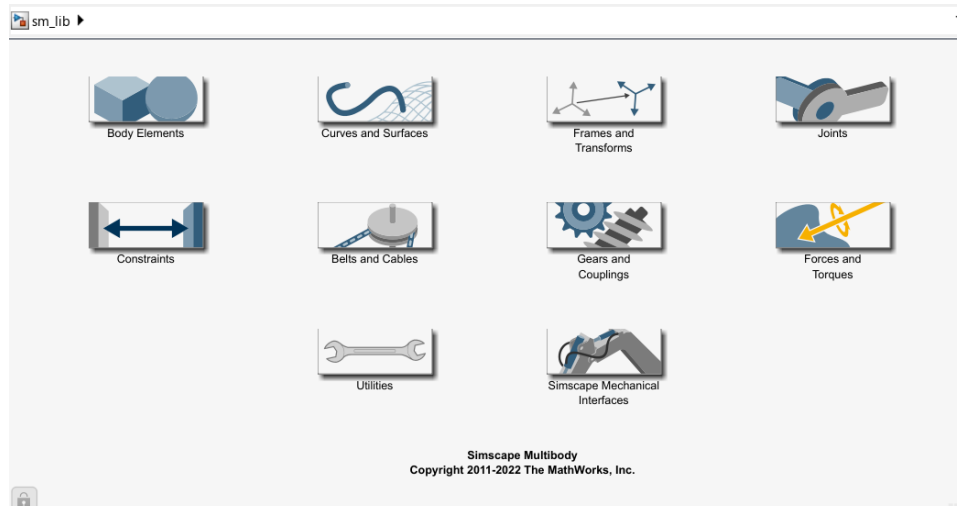 sm_lib
Body Elements
Curves and Surfaces
Frames and
Transforms
Joints
Constraints
Belts and Cables
Gears and
Couplings
Forces and
Torques
Utilities
Simscape Mechanical
Interfaces
Simscape Multibody
Copyright 2011-2022 The MathWorks, Inc.